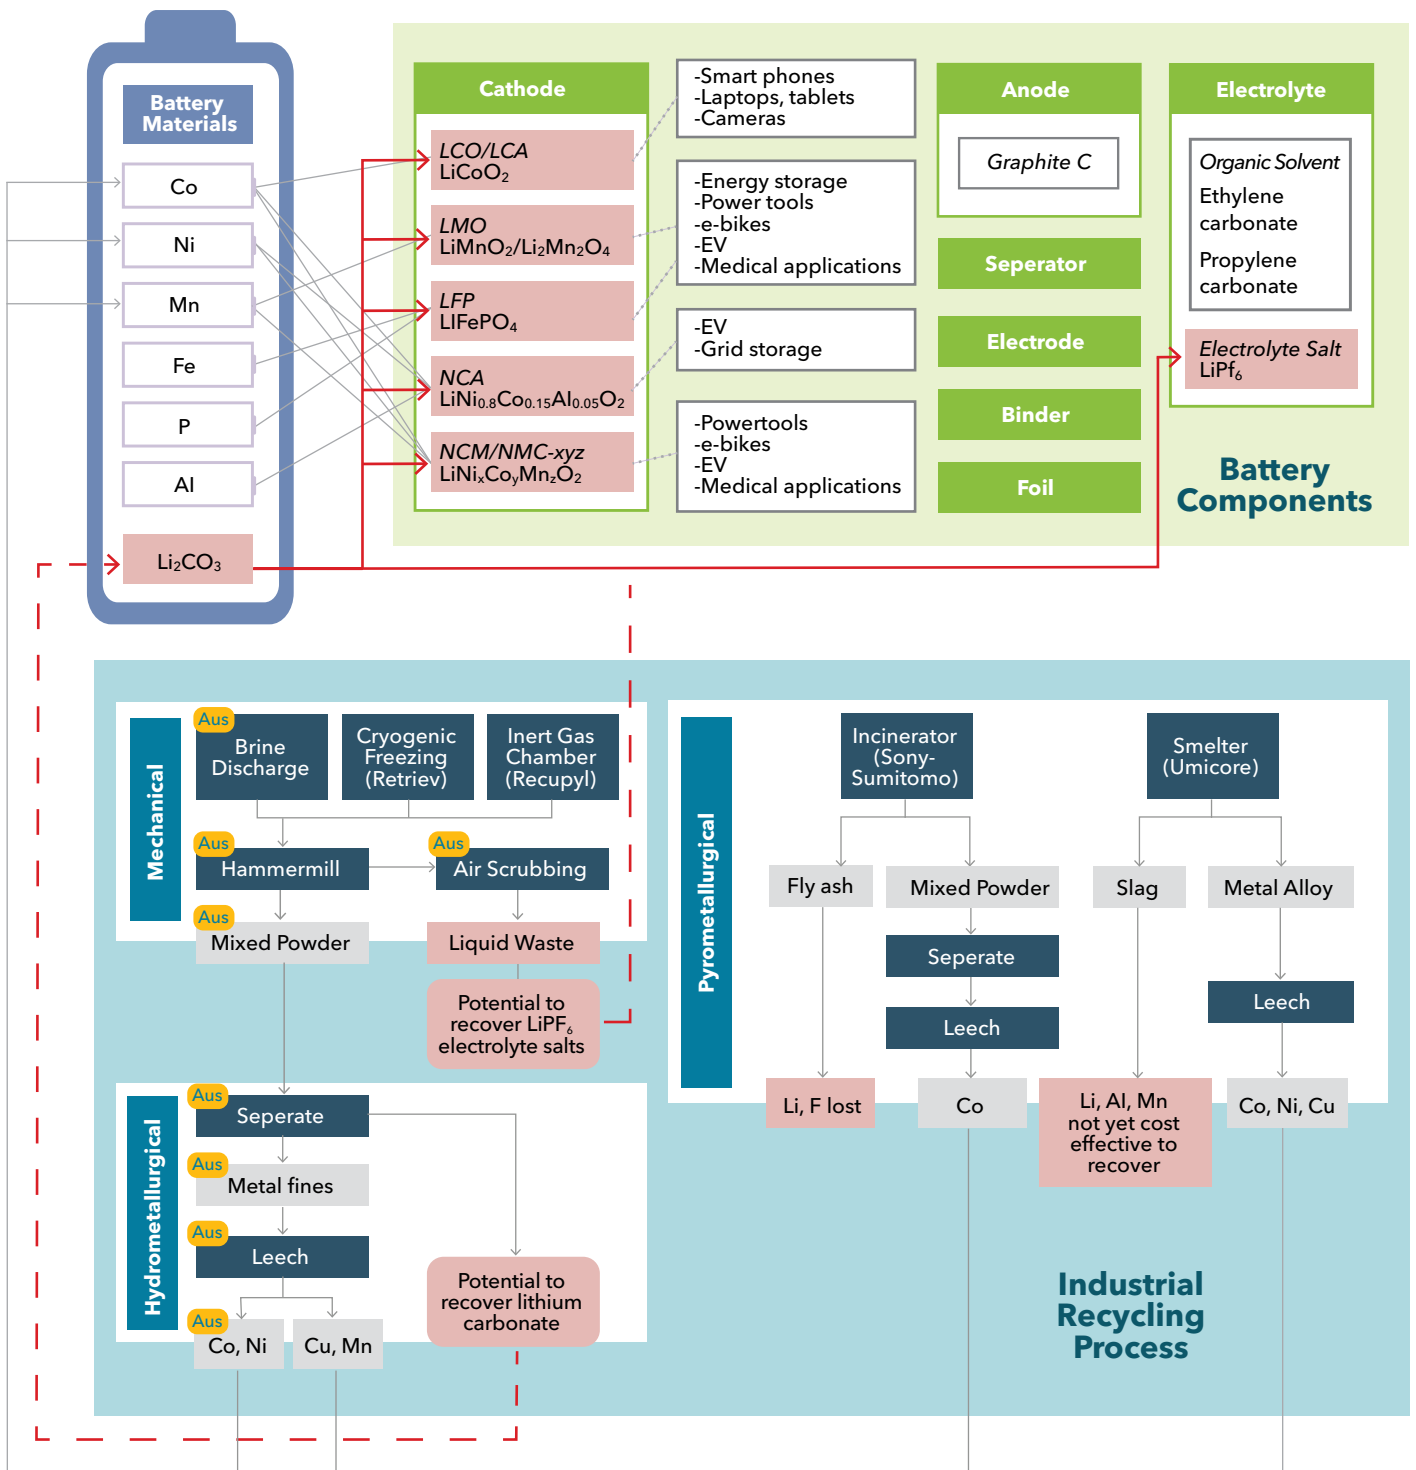 Battery
Materials
Co
Ni
Mn
Fe
P
Al
Li₂CO₃
Cathode
LCO/LCA
LiCoO₂
LMO
LiMnO₂/Li₂Mn₂O₄
LFP
LIFePO₄
NCA
LiNi₀.₈Co₀.₁₅Al₀.₀₅O₂
NCM/NMC-xyz
LiNiₓCoyMnzO₂
-Smart phones
-Laptops, tablets
-Cameras
-Energy storage
-Power tools
-e-bikes
-EV
-Medical applications
-EV
-Grid storage
-Powertools
-e-bikes
-EV
-Medical applications
Anode
Graphite C
Seperator
Electrode
Binder
Foil
Electrolyte
Organic Solvent
Ethylene
carbonate
Propylene
carbonate
Electrolyte Salt
LiPf₆
Battery
Components
Mechanical
Aus
Brine
Discharge
Cryogenic
Freezing
(Retriev)
Inert Gas
Chamber
(Recupyl)
Aus
Hammermill
Aus
Air Scrubbing
Aus
Mixed Powder
Liquid Waste
Potential to
recover LiPF₆
electrolyte salts
Hydrometallurgical
Aus
Seperate
Aus
Metal fines
Aus
Leech
Aus
Co, Ni
Cu, Mn
Potential to
recover lithium
carbonate
Pyrometallurgical
Incinerator
(Sony-
Sumitomo)
Smelter
(Umicore)
Fly ash
Mixed Powder
Slag
Metal Alloy
Seperate
Leech
Leech
Li, F lost
Co
Li, Al, Mn
not yet cost
effective to
recover
Co, Ni, Cu
Industrial
Recycling
Process